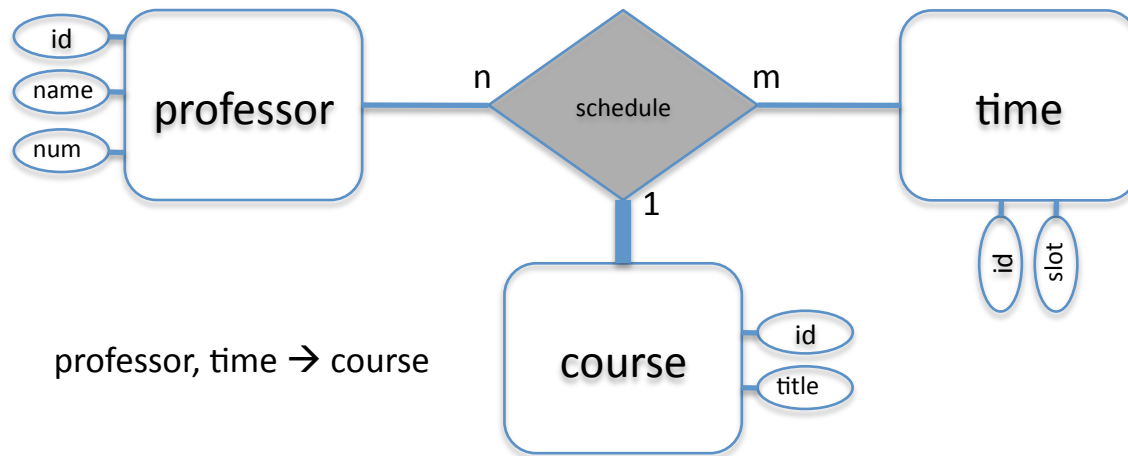 id
name
num
professor
n
schedule
m
time
id
slot
1
course
id
title
professor, time → course